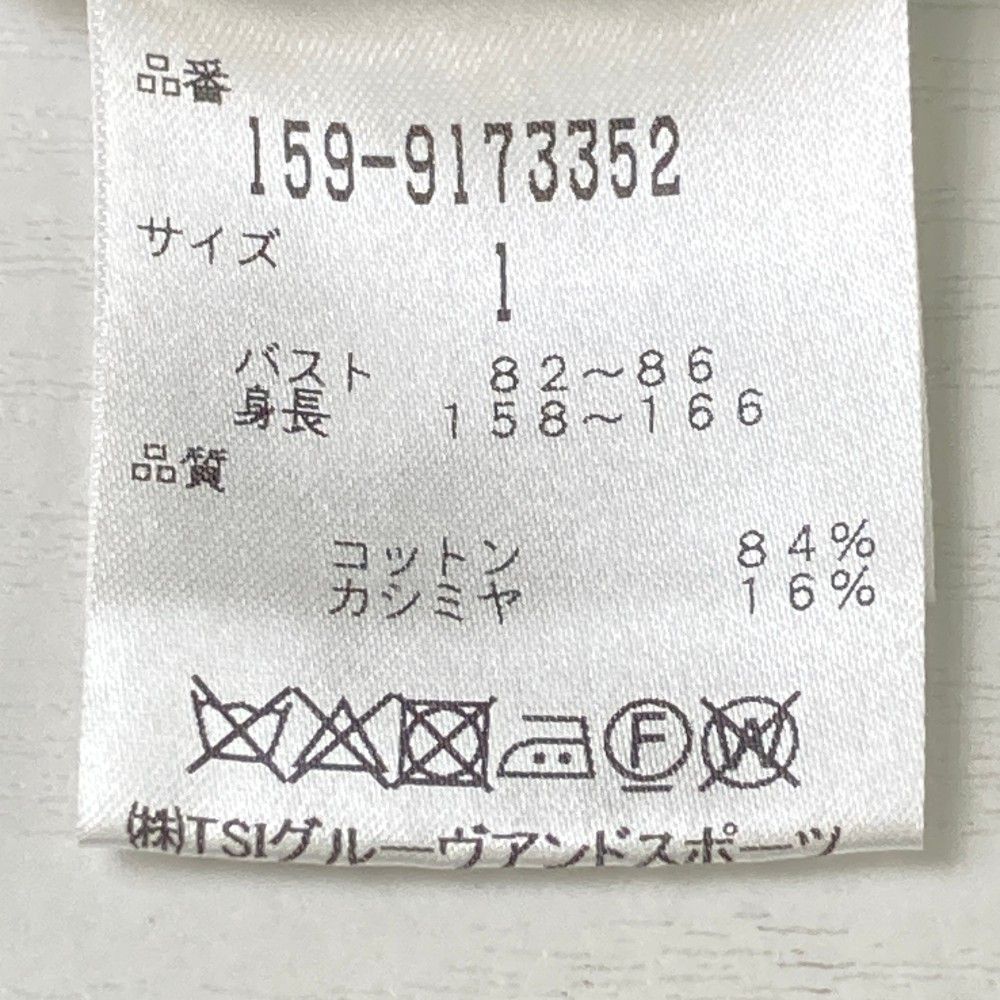 品番
159-9173352
サイズ
1
バスト 82～86
身長 158～166
品質
コットン 84%
カシミヤ 16%
F W
㈱TSIグルーヴアンドスポーツ